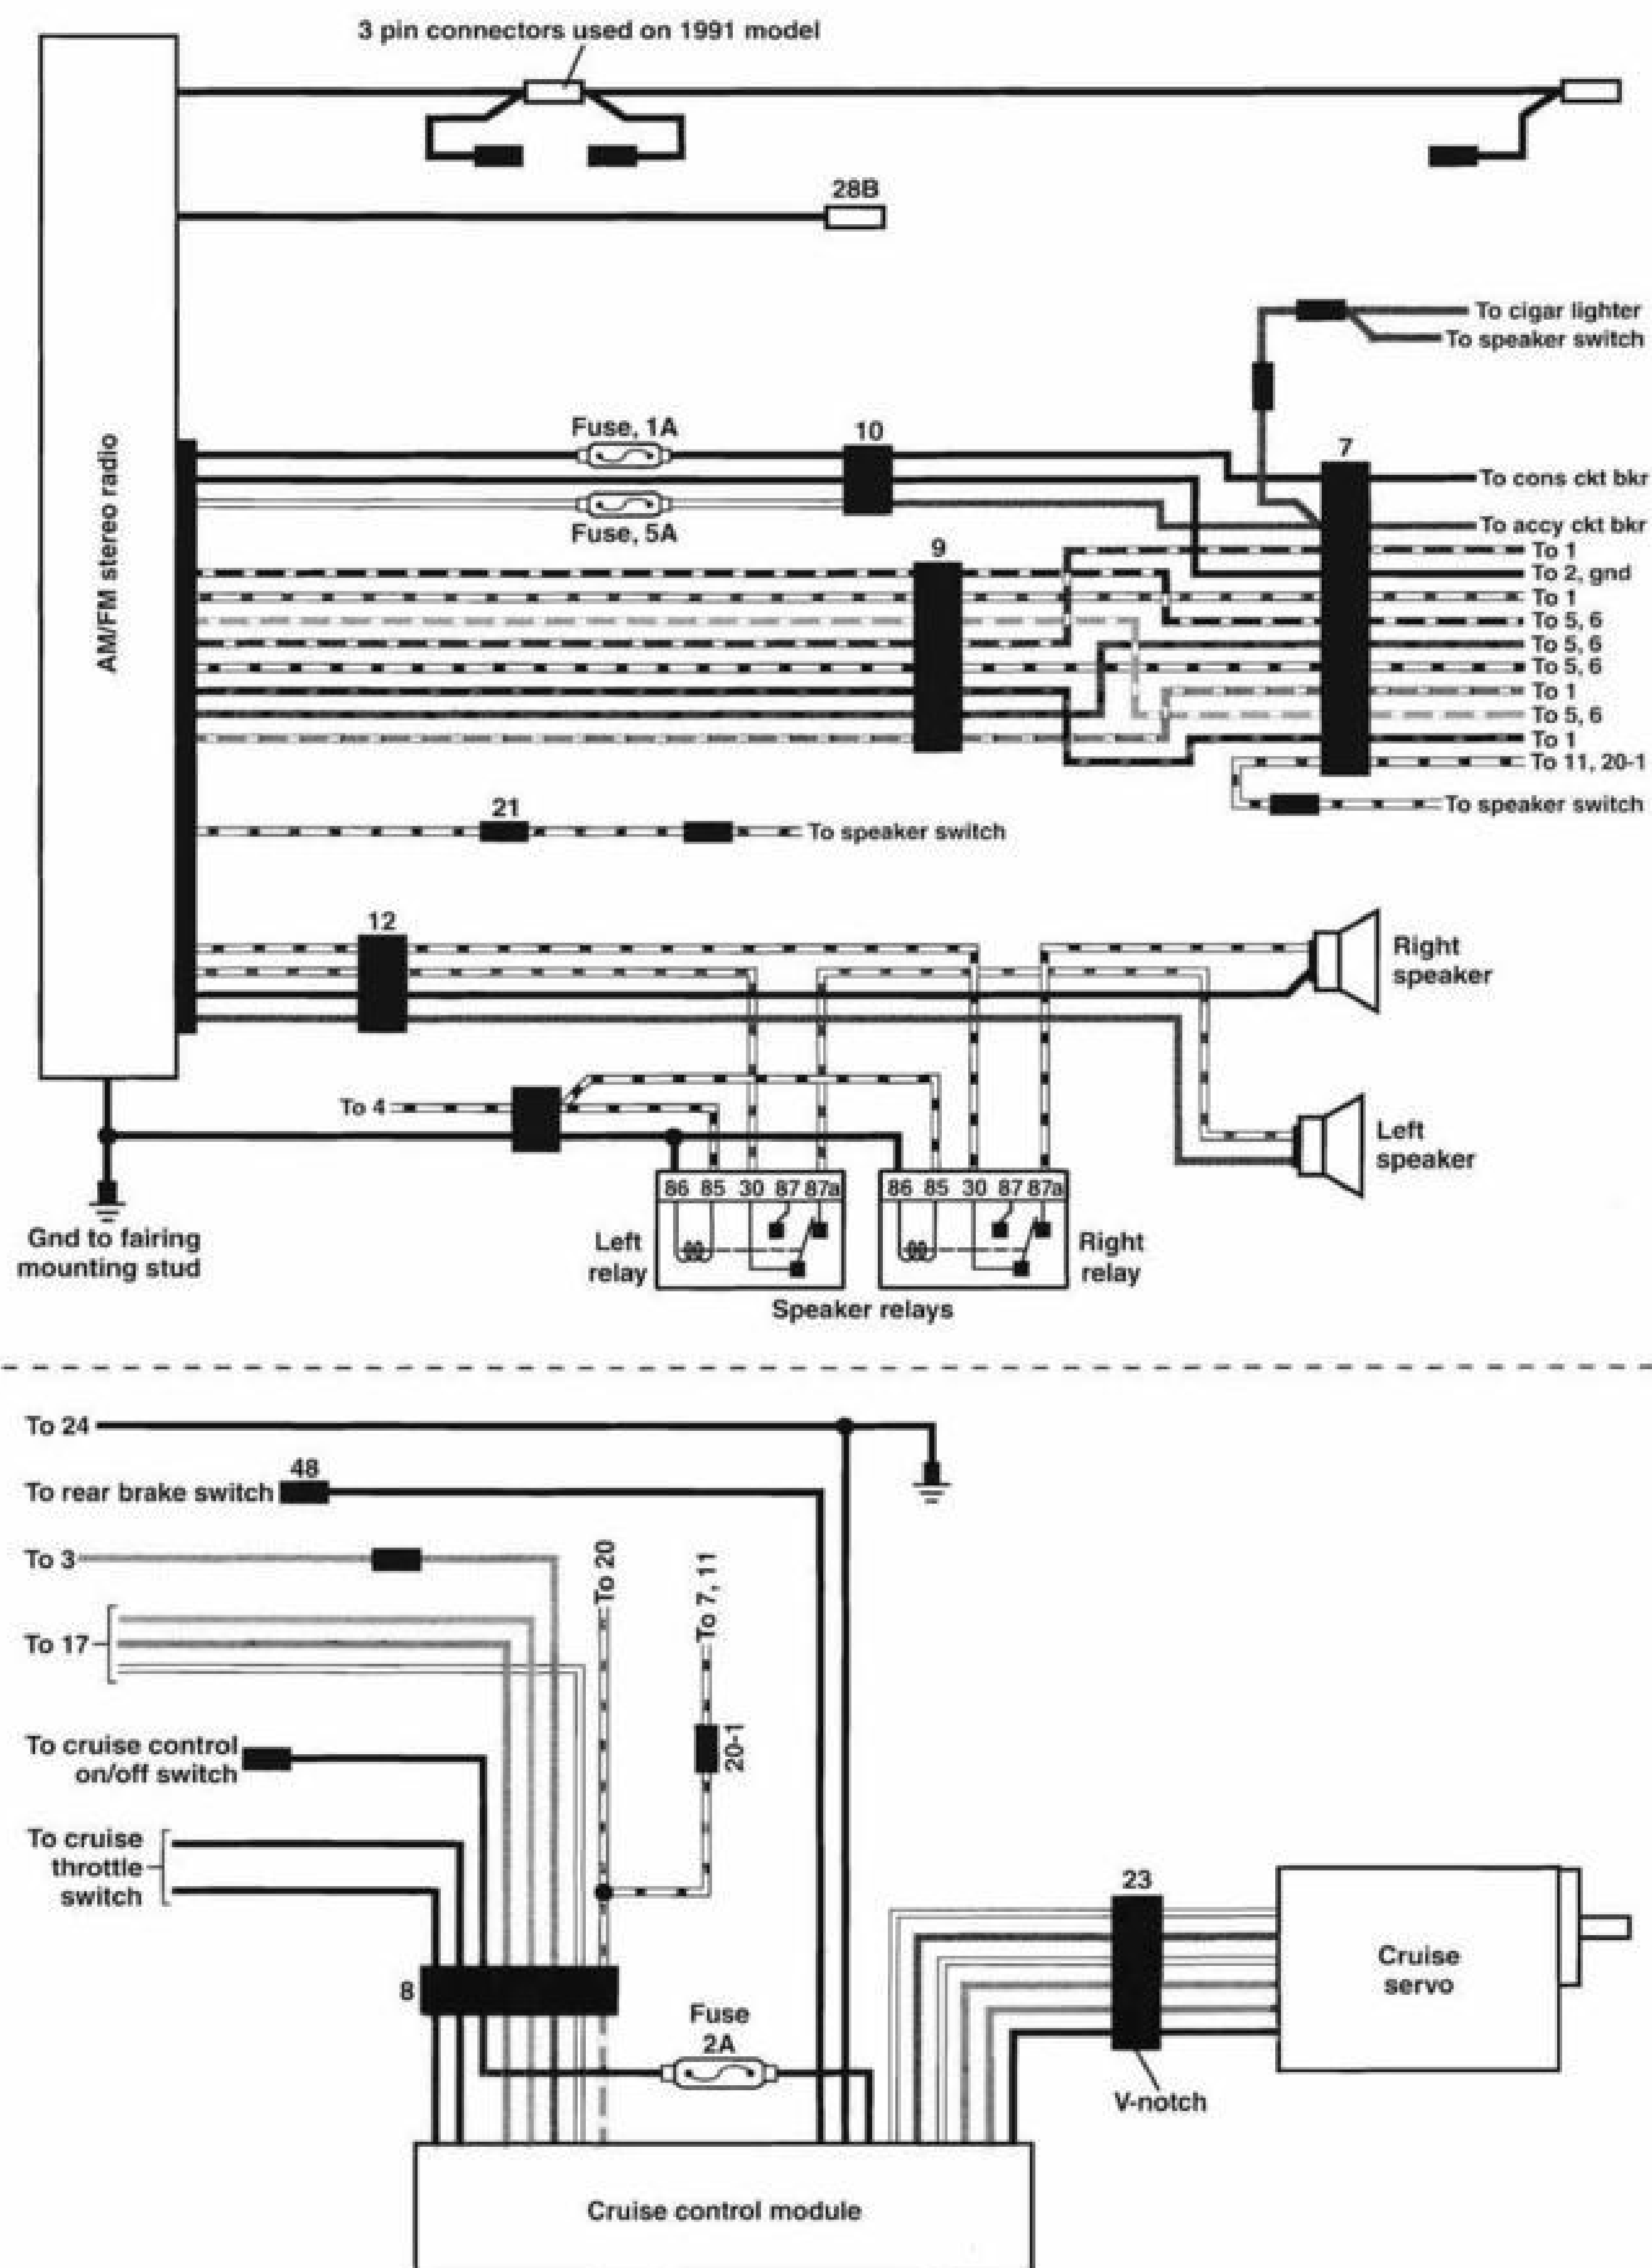 3 pin connectors used on 1991 model
28B
To cigar lighter
To speaker switch
AM/FM stereo radio
Fuse, 1A
10
7
To cons ckt bkr
Fuse, 5A
To accy ckt bkr
9
To 1
To 2, gnd
To 1
To 5, 6
To 5, 6
To 5, 6
To 1
To 5, 6
To 1
To 11, 20-1
To speaker switch
21
To speaker switch
12
Right
speaker
To 4
Left
speaker
86 85 30 87 87a
86 85 30 87 87a
Gnd to fairing
mounting stud
Left
relay
Right
relay
Speaker relays
To 24
48
To rear brake switch
To 3
To 20
To 7, 11
To 17
To cruise control
on/off switch
20-1
To cruise
throttle
switch
23
8
Cruise
servo
Fuse
2A
V-notch
Cruise control module